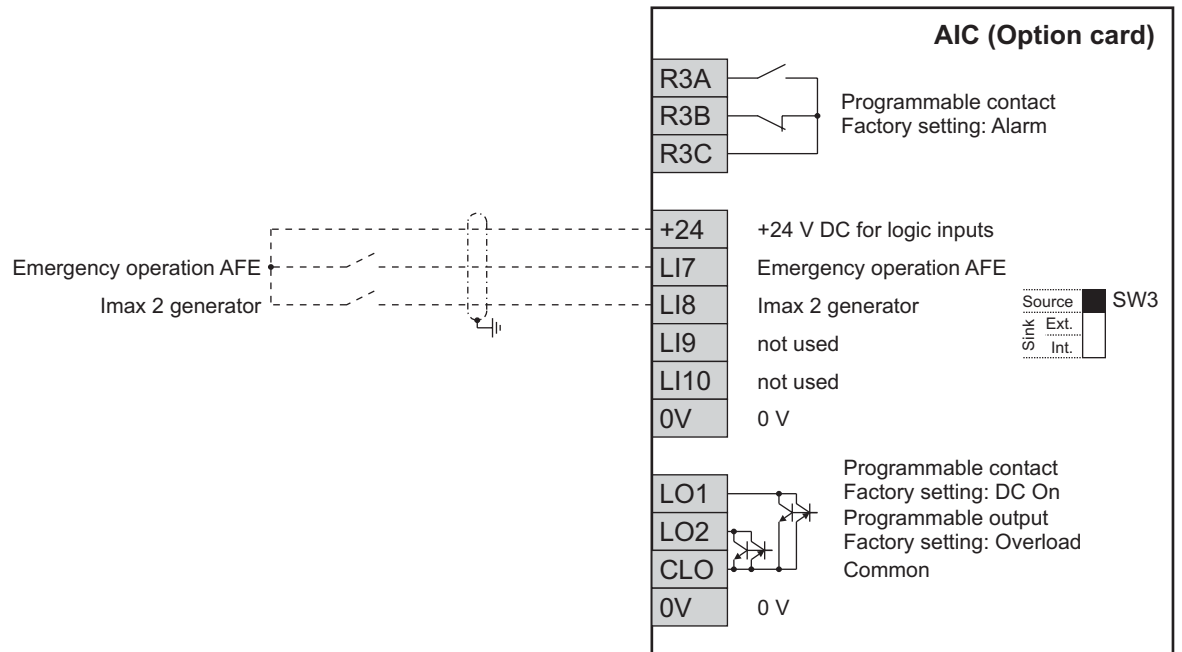 AIC (Option card)
R3A
R3B
R3C
Programmable contact
Factory setting: Alarm
+24
+24 V DC for logic inputs
Emergency operation AFE
LI7
Emergency operation AFE
Imax 2 generator
LI8
Imax 2 generator
LI9
not used
LI10
not used
0V
0 V
Source
SW3
Sink
Ext.
Int.
LO1
LO2
CLO
0V
Programmable contact
Factory setting: DC On
Programmable output
Factory setting: Overload
Common
0 V